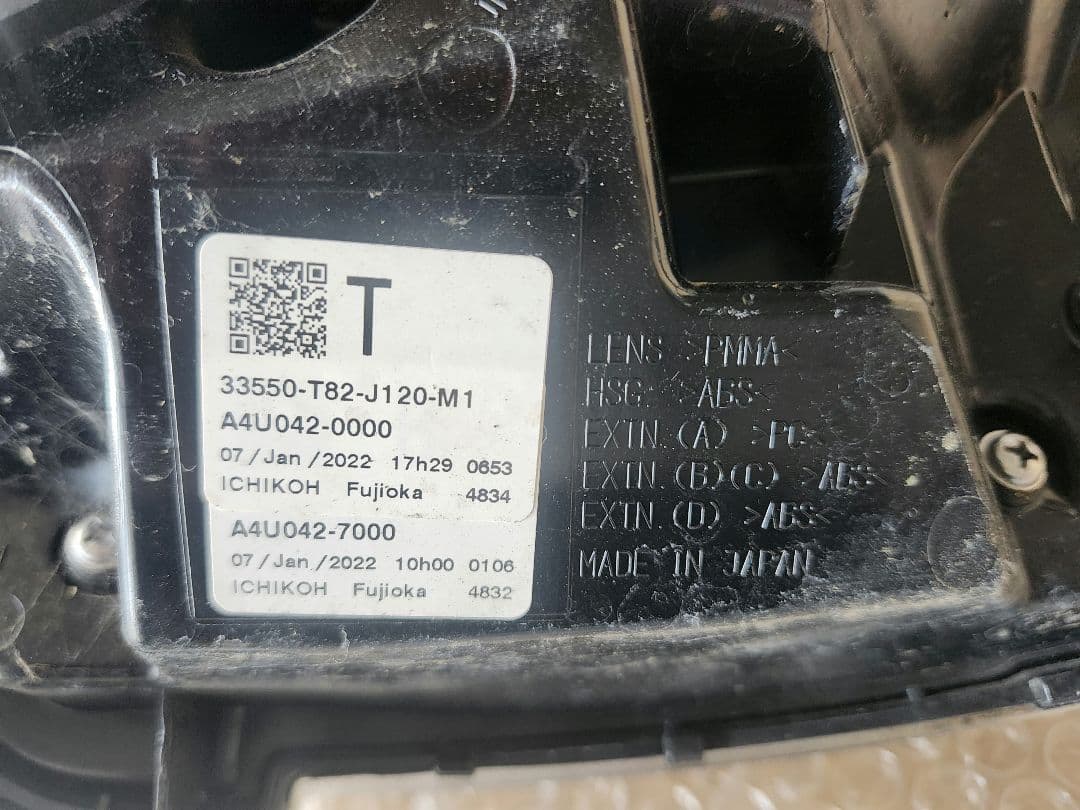 T
33550-T82-J120-M1
A4U042-0000
07/Jan/2022 17h29 0653
ICHIKOH Fujioka 4834
A4U042-7000
07/Jan/2022 10h00 0106
ICHIKOH Fujioka 4832
LENS >PMMA<
HSG >ABS<
EXTN.(A) >PC<
EXTN.(B)(C) >ABS<
EXTN.(D) >ABS<
MADE IN JAPAN